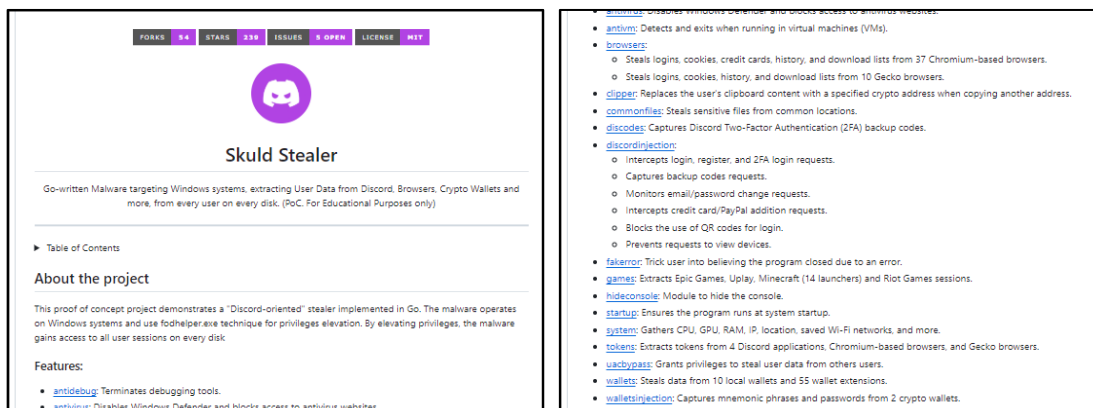 FORKS 54 STARS 239 ISSUES 5 OPEN LICENSE MIT
Skuld Stealer
Go-written Malware targeting Windows systems, extracting User Data from Discord, Browsers, Crypto Wallets and
more, from every user on every disk. (PoC. For Educational Purposes only)
Table of Contents
About the project
This proof of concept project demonstrates a "Discord-oriented" stealer implemented in Go. The malware operates
on Windows systems and use fodhelper.exe technique for privileges elevation. By elevating privileges, the malware
gains access to all user sessions on every disk
Features:
antidebug: Terminates debugging tools.
antivirus: Disables Windows Defender and blocks access to antivirus websites.
antivirus: Disables Windows Defender and blocks access to antivirus websites.
antivm: Detects and exits when running in virtual machines (VMs).
browsers:
Steals logins, cookies, credit cards, history, and download lists from 37 Chromium-based browsers.
Steals logins, cookies, history, and download lists from 10 Gecko browsers.
clipper: Replaces the user's clipboard content with a specified crypto address when copying another address.
commonfiles: Steals sensitive files from common locations.
discodes: Captures Discord Two-Factor Authentication (2FA) backup codes.
discordinjection:
Intercepts login, register, and 2FA login requests.
Captures backup codes requests.
Monitors email/password change requests.
Intercepts credit card/PayPal addition requests.
Blocks the use of QR codes for login.
Prevents requests to view devices.
fakerror: Trick user into believing the program closed due to an error.
games: Extracts Epic Games, Uplay, Minecraft (14 launchers) and Riot Games sessions.
hideconsole: Module to hide the console.
startup: Ensures the program runs at system startup.
system: Gathers CPU, GPU, RAM, IP, location, saved Wi-Fi networks, and more.
tokens: Extracts tokens from 4 Discord applications, Chromium-based browsers, and Gecko browsers.
uacbypass: Grants privileges to steal user data from others users.
wallets: Steals data from 10 local wallets and 55 wallet extensions.
walletsinjection: Captures mnemonic phrases and passwords from 2 crypto wallets.